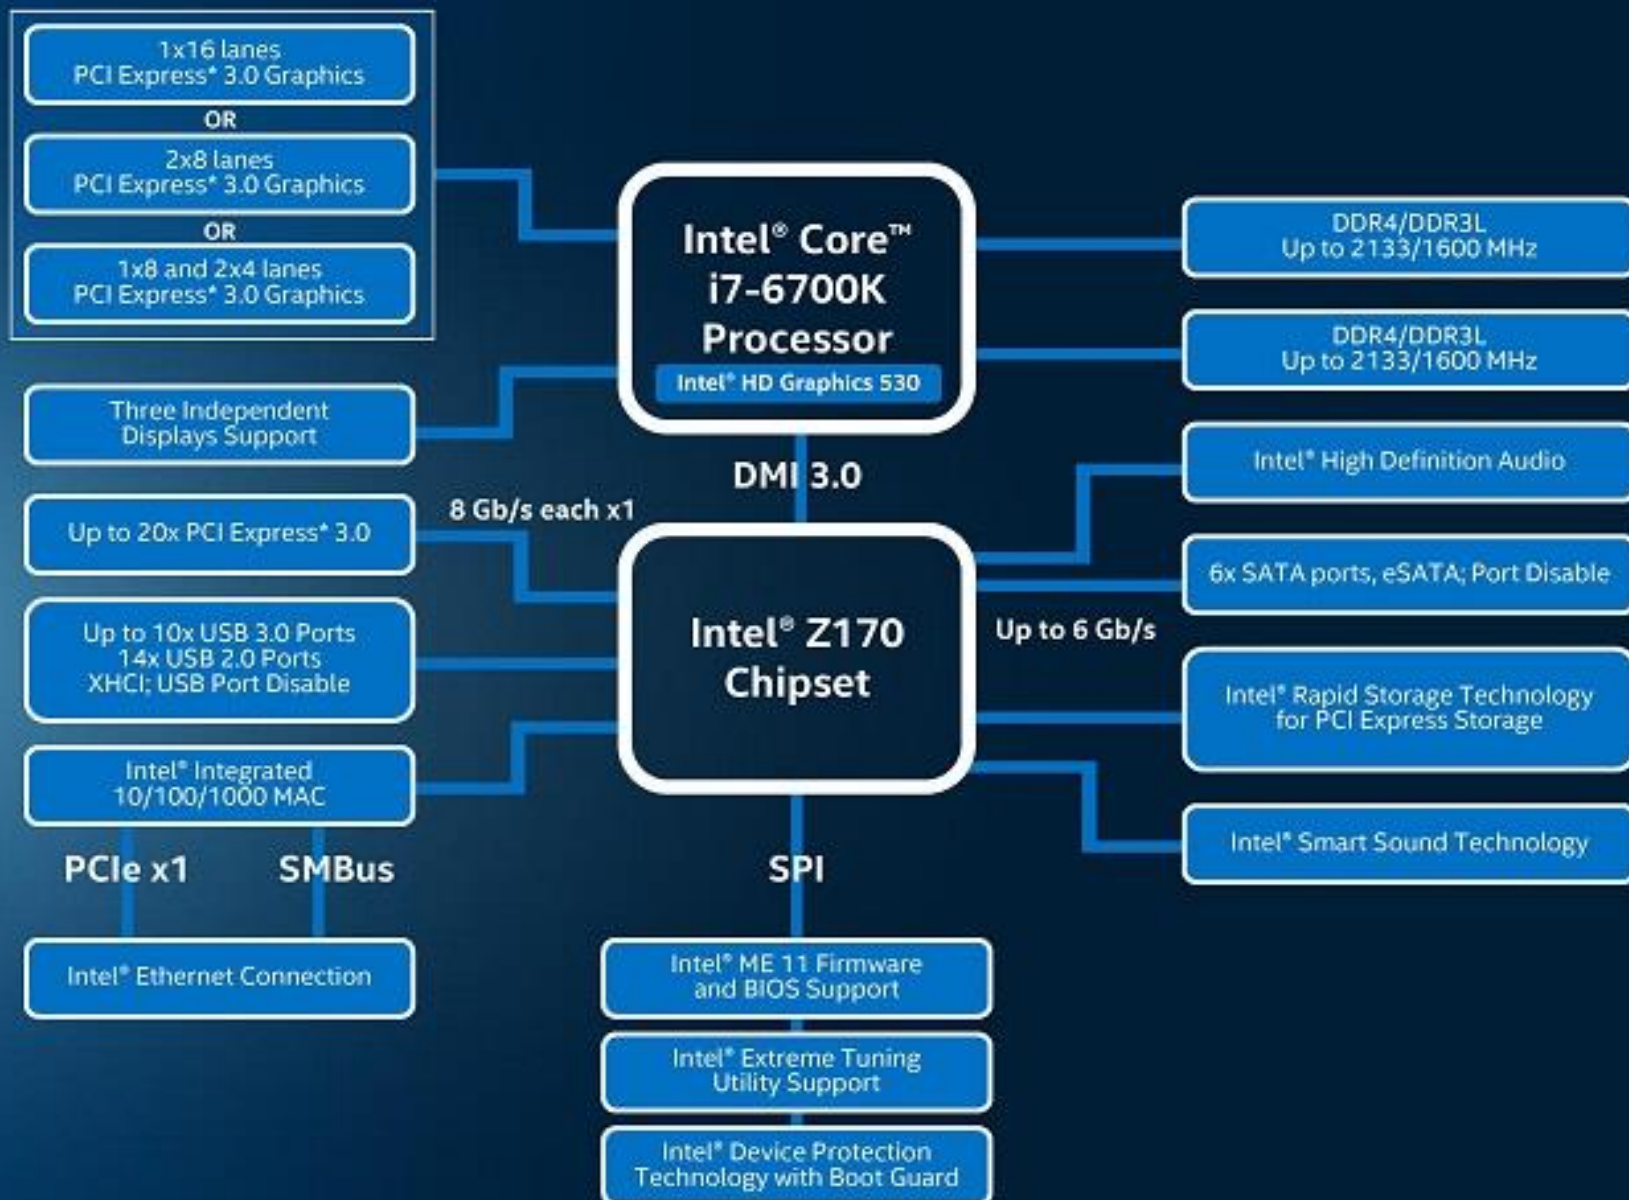 1x16 lanes
PCI Express* 3.0 Graphics
OR
2x8 lanes
PCI Express* 3.0 Graphics
OR
1x8 and 2x4 lanes
PCI Express* 3.0 Graphics
Three Independent
Displays Support
Up to 20x PCI Express* 3.0
8 Gb/s each x1
Up to 10x USB 3.0 Ports
14x USB 2.0 Ports
XHCI; USB Port Disable
Intel® Integrated
10/100/1000 MAC
PCIe x1
SMBus
Intel® Ethernet Connection
Intel® Core™
i7-6700K
Processor
Intel® HD Graphics 530
DMI 3.0
Intel® Z170
Chipset
SPI
Intel® ME 11 Firmware
and BIOS Support
Intel® Extreme Tuning
Utility Support
Intel® Device Protection
Technology with Boot Guard
DDR4/DDR3L
Up to 2133/1600 MHz
DDR4/DDR3L
Up to 2133/1600 MHz
Intel® High Definition Audio
6x SATA ports, eSATA; Port Disable
Up to 6 Gb/s
Intel® Rapid Storage Technology
for PCI Express Storage
Intel® Smart Sound Technology